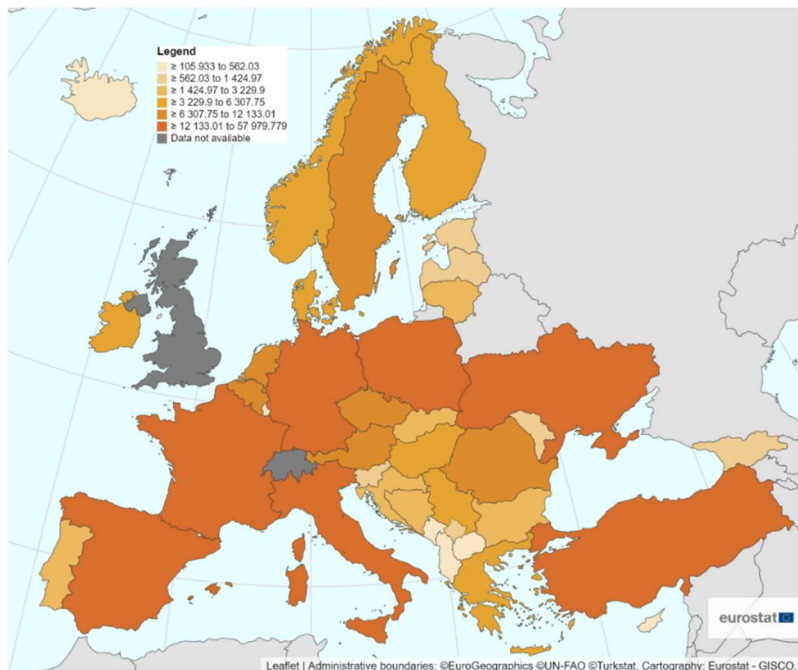 Legend
≥ 105.933 to 562.03
≥ 562.03 to 1 424.97
≥ 1 424.97 to 3 229.9
≥ 3 229.9 to 6 307.75
≥ 6 307.75 to 12 133.01
≥ 12 133.01 to 57 979.779
Data not available
eurostat
Leaflet | Administrative boundaries: ©EuroGeographics ©UN-FAO ©Turkstat, Cartography: Eurostat - GISCO,